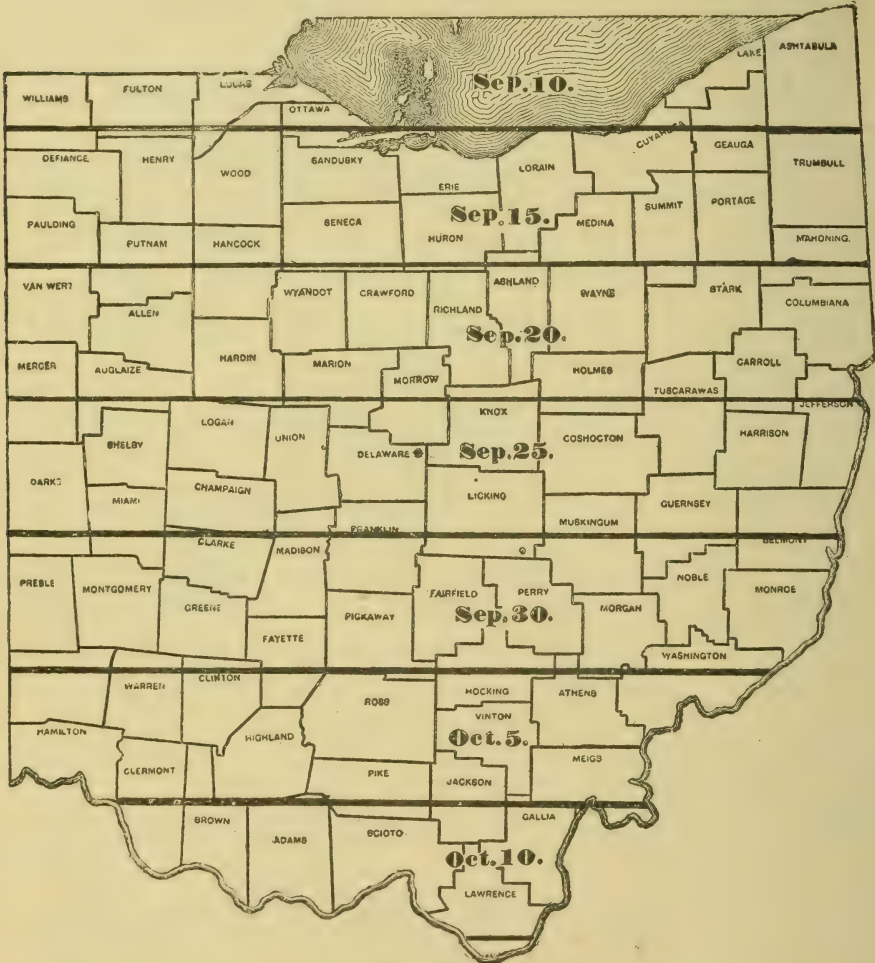 ASHTABULA
LAKE
Sep.10.
WILLIAMS
FULTON
LUCAS
OTTAWA
CUYAHOGA
GEAUGA
DEFIANCE
HENRY
WOOD
SANDUSKY
ERIE
LORAIN
TRUMBULL
PAULDING
SENECA
Sep.15.
MEDINA
SUMMIT
PORTAGE
PUTNAM
HANCOCK
HURON
MAHONING.
VAN WERT
ALLEN
WYANDOT
CRAWFORD
RICHLAND
ASHLAND
WAYNE
STARK
COLUMBIANA
Sep.20.
MERCER
AUGLAIZE
HARDIN
MARION
MORROW
HOLMES
TUSCARAWAS
CARROLL
JEFFERSON
SHELBY
LOGAN
UNION
DELAWARE
KNOX
COSHOCTON
HARRISON
Sep.25.
DARKE
MIAMI
CHAMPAIGN
LICKING
MUSKINGUM
GUERNSEY
FRANKLIN
CLARKE
MADISON
BELMONT
PREBLE
MONTGOMERY
GREENE
PICKAWAY
FAIRFIELD
PERRY
MORGAN
NOBLE
MONROE
Sep.30.
FAYETTE
WASHINGTON
WARREN
CLINTON
ROSS
HOCKING
ATHENS
VINTON
HAMILTON
HIGHLAND
Oct.5.
MEIGS
CLERMONT
PIKE
JACKSON
BROWN
ADAMS
SCIOTO
GALLIA
Oct.10.
LAWRENCE